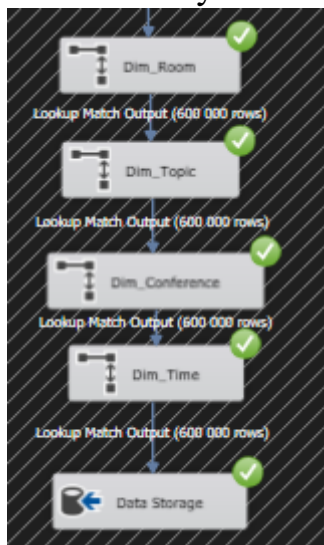 Dim_Room
Lookup Match Output (600 000 rows)
Dim_Topic
Lookup Match Output (600 000 rows)
Dim_Conference
Lookup Match Output (600 000 rows)
Dim_Time
Lookup Match Output (600 000 rows)
Data Storage